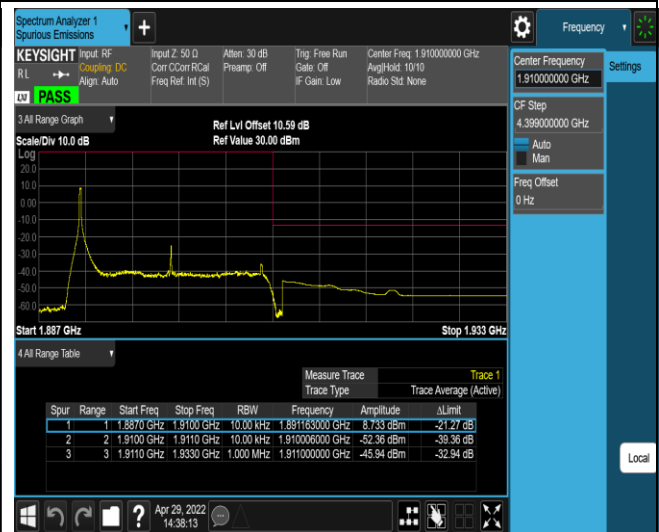 Spectrum Analyzer 1
Spurious Emissions
+
Frequency
KEYSIGHT Input: RF Input Z: 50 Ω Atten: 30 dB Trig: Free Run Center Freq: 1.910000000 GHz
RL Coupling: DC Corr CCorr RCal Preamp: Off Gate: Off Avg|Hold: 10/10
Align: Auto Freq Ref: Int (S) IF Gain: Low Radio Std: None
LXI PASS
Center Frequency
1.910000000 GHz
Settings
CF Step
4.399000000 GHz
Auto
Man
Freq Offset
0 Hz
3 All Range Graph
Ref Lvl Offset 10.59 dB
Scale/Div 10.0 dB Ref Value 30.00 dBm
Log
20.0
10.0
0.00
-10.0
-20.0
-30.0
-40.0
-50.0
-60.0
Start 1.887 GHz Stop 1.933 GHz
4 All Range Table
Measure Trace Trace 1
Trace Type Trace Average (Active)
Spur Range Start Freq Stop Freq RBW Frequency Amplitude ΔLimit
1 1 1.8870 GHz 1.9100 GHz 10.00 kHz 1.891163000 GHz 8.733 dBm -21.27 dB
2 2 1.9100 GHz 1.9110 GHz 10.00 kHz 1.910006000 GHz -52.36 dBm -39.36 dB
3 3 1.9110 GHz 1.9330 GHz 1.000 MHz 1.911000000 GHz -45.94 dBm -32.94 dB
Local
? Apr 29, 2022
14:38:13